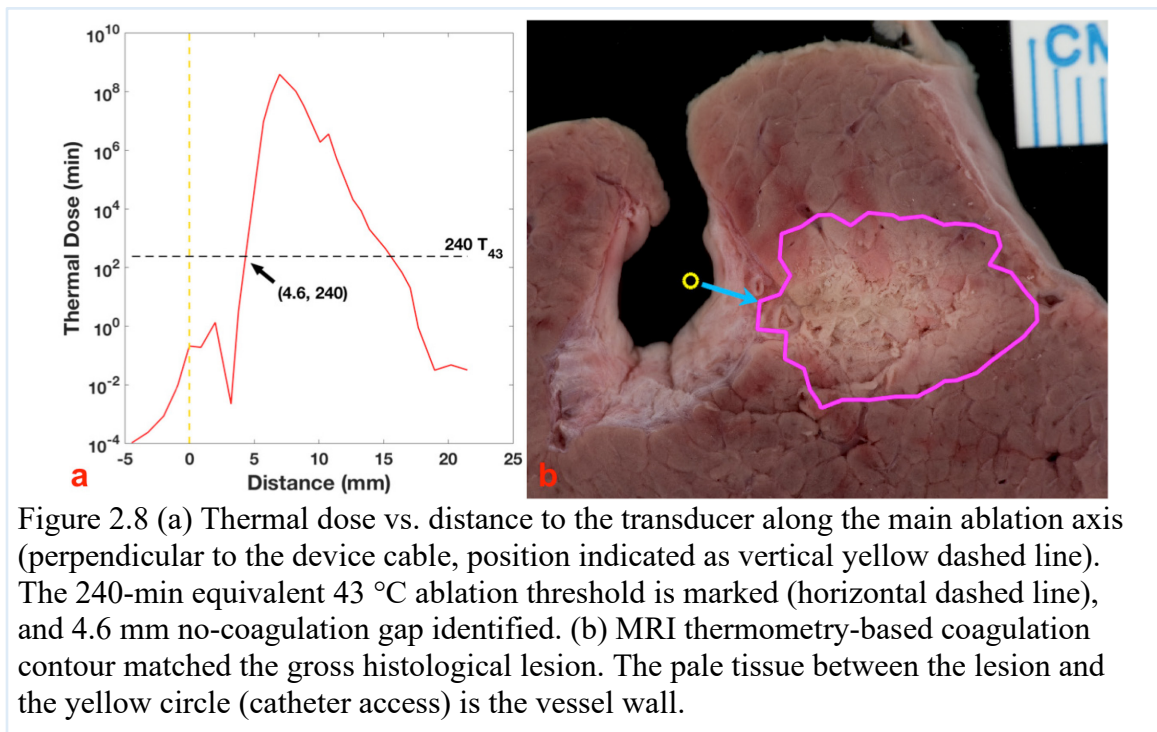 10^10
10^8
10^6
10^4
10^2
10^0
10^-2
10^-4
Thermal Dose (min)
240 T_43
(4.6, 240)
-5 0 5 10 15 20 25
Distance (mm)
a
CM
b
Figure 2.8 (a) Thermal dose vs. distance to the transducer along the main ablation axis
(perpendicular to the device cable, position indicated as vertical yellow dashed line).
The 240-min equivalent 43 °C ablation threshold is marked (horizontal dashed line),
and 4.6 mm no-coagulation gap identified. (b) MRI thermometry-based coagulation
contour matched the gross histological lesion. The pale tissue between the lesion and
the yellow circle (catheter access) is the vessel wall.